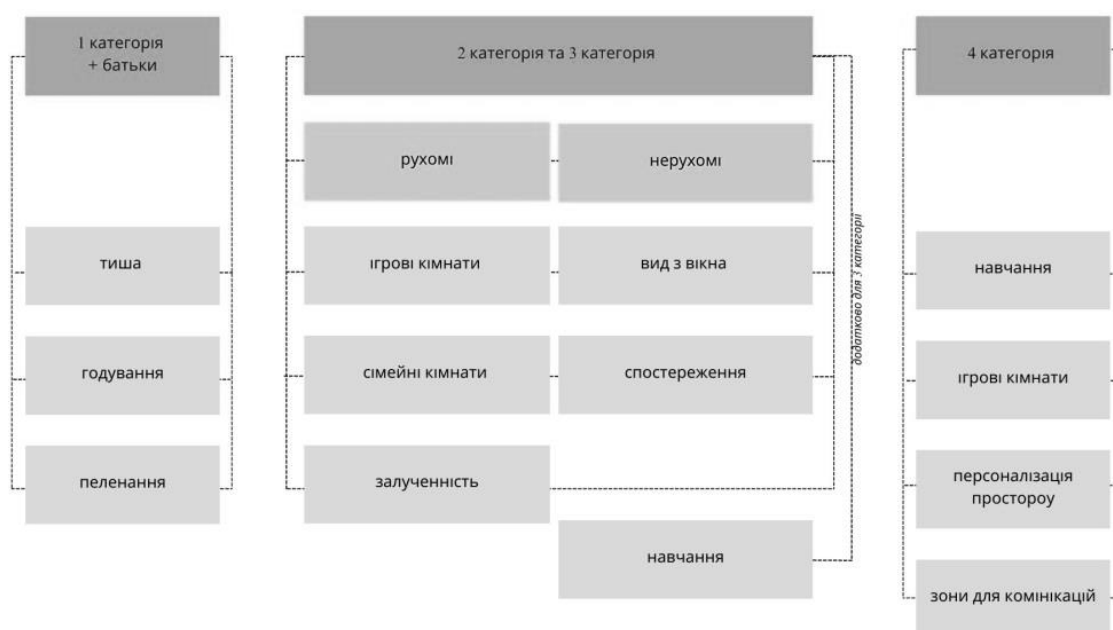 1 категорія
+ батьки
тиша
годування
пеленання
2 категорія та 3 категорія
рухомі
нерухомі
ігрові кімнати
вид з вікна
сімейні кімнати
спостереження
залученність
навчання
додатково для 3 категорії
4 категорія
навчання
ігрові кімнати
персоналізація
простороу
зони для комінікацій